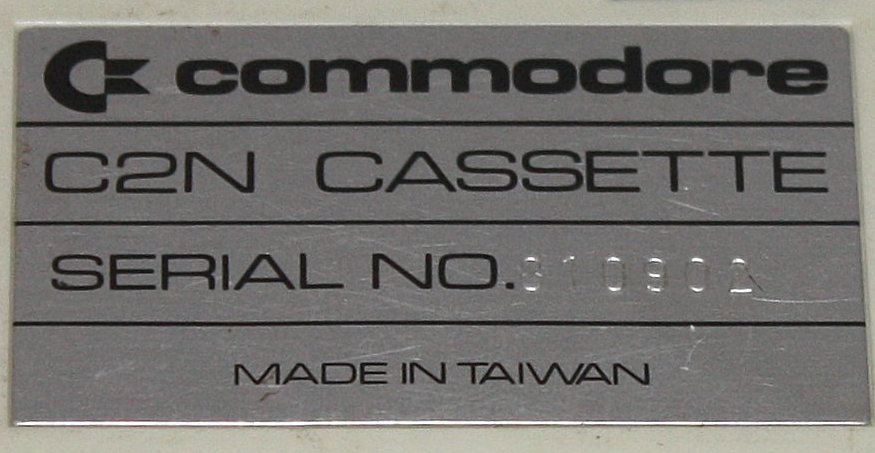 commodore
C2N CASSETTE
SERIAL NO.
MADE IN TAIWAN